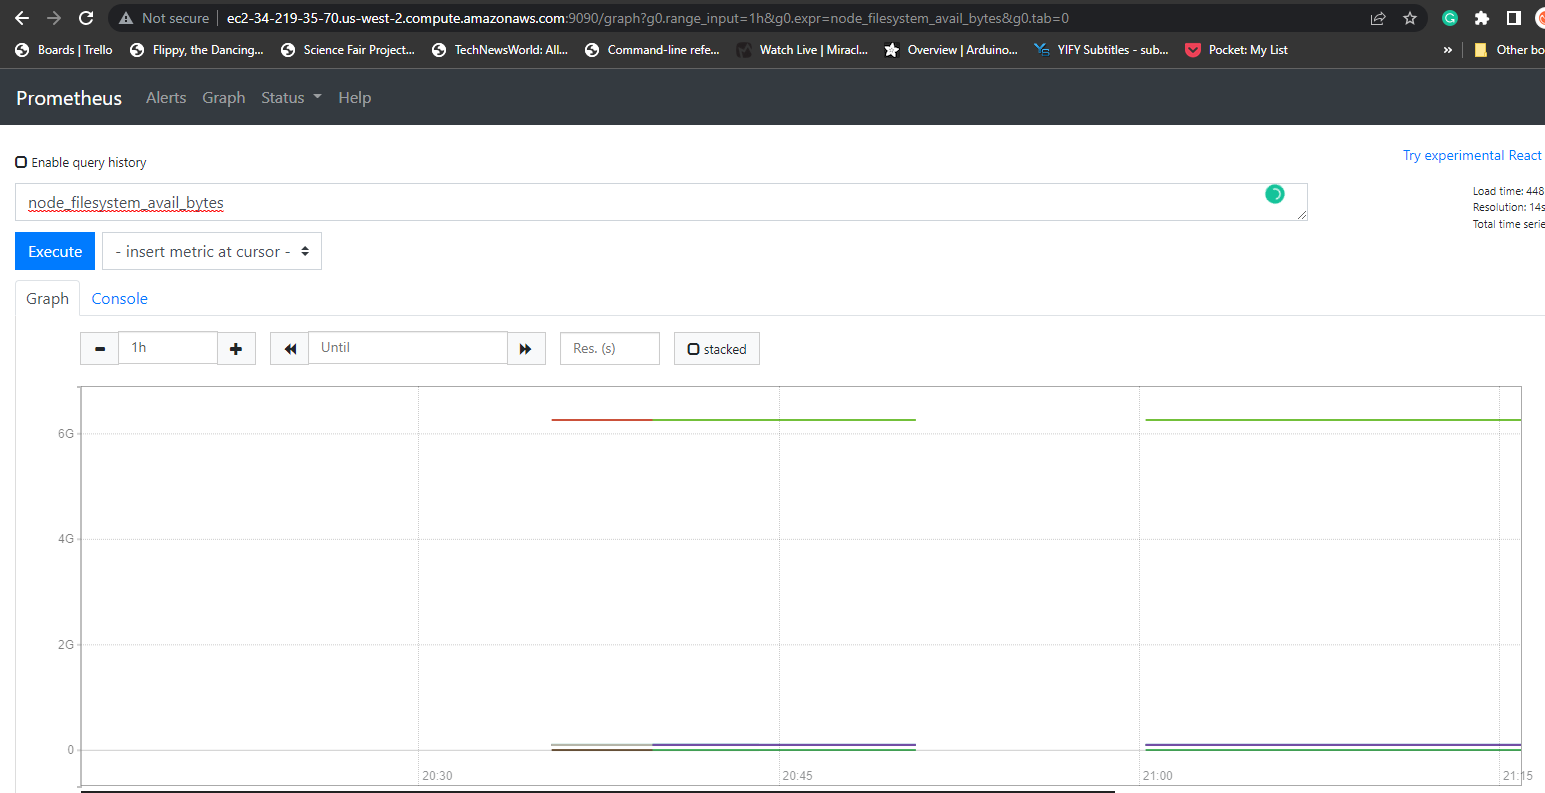 Not secure ec2-34-219-35-70.us-west-2.compute.amazonaws.com:9090/graph?g0.range_input=1h&g0.expr=node_filesystem_avail_bytes&g0.tab=0
Boards | Trello Flippy, the Dancing... Science Fair Project... TechNewsWorld: All... Command-line refe... Watch Live | Miracl... Overview | Arduino... YIFY Subtitles - sub... Pocket: My List » Other bo
Prometheus Alerts Graph Status Help
Enable query history Try experimental React
node_filesystem_avail_bytes
Load time: 448
Resolution: 14s
Total time serie
Execute - insert metric at cursor -
Graph Console
1h Until Res. (s) stacked
6G
4G
2G
0
20:30 20:45 21:00 21:15